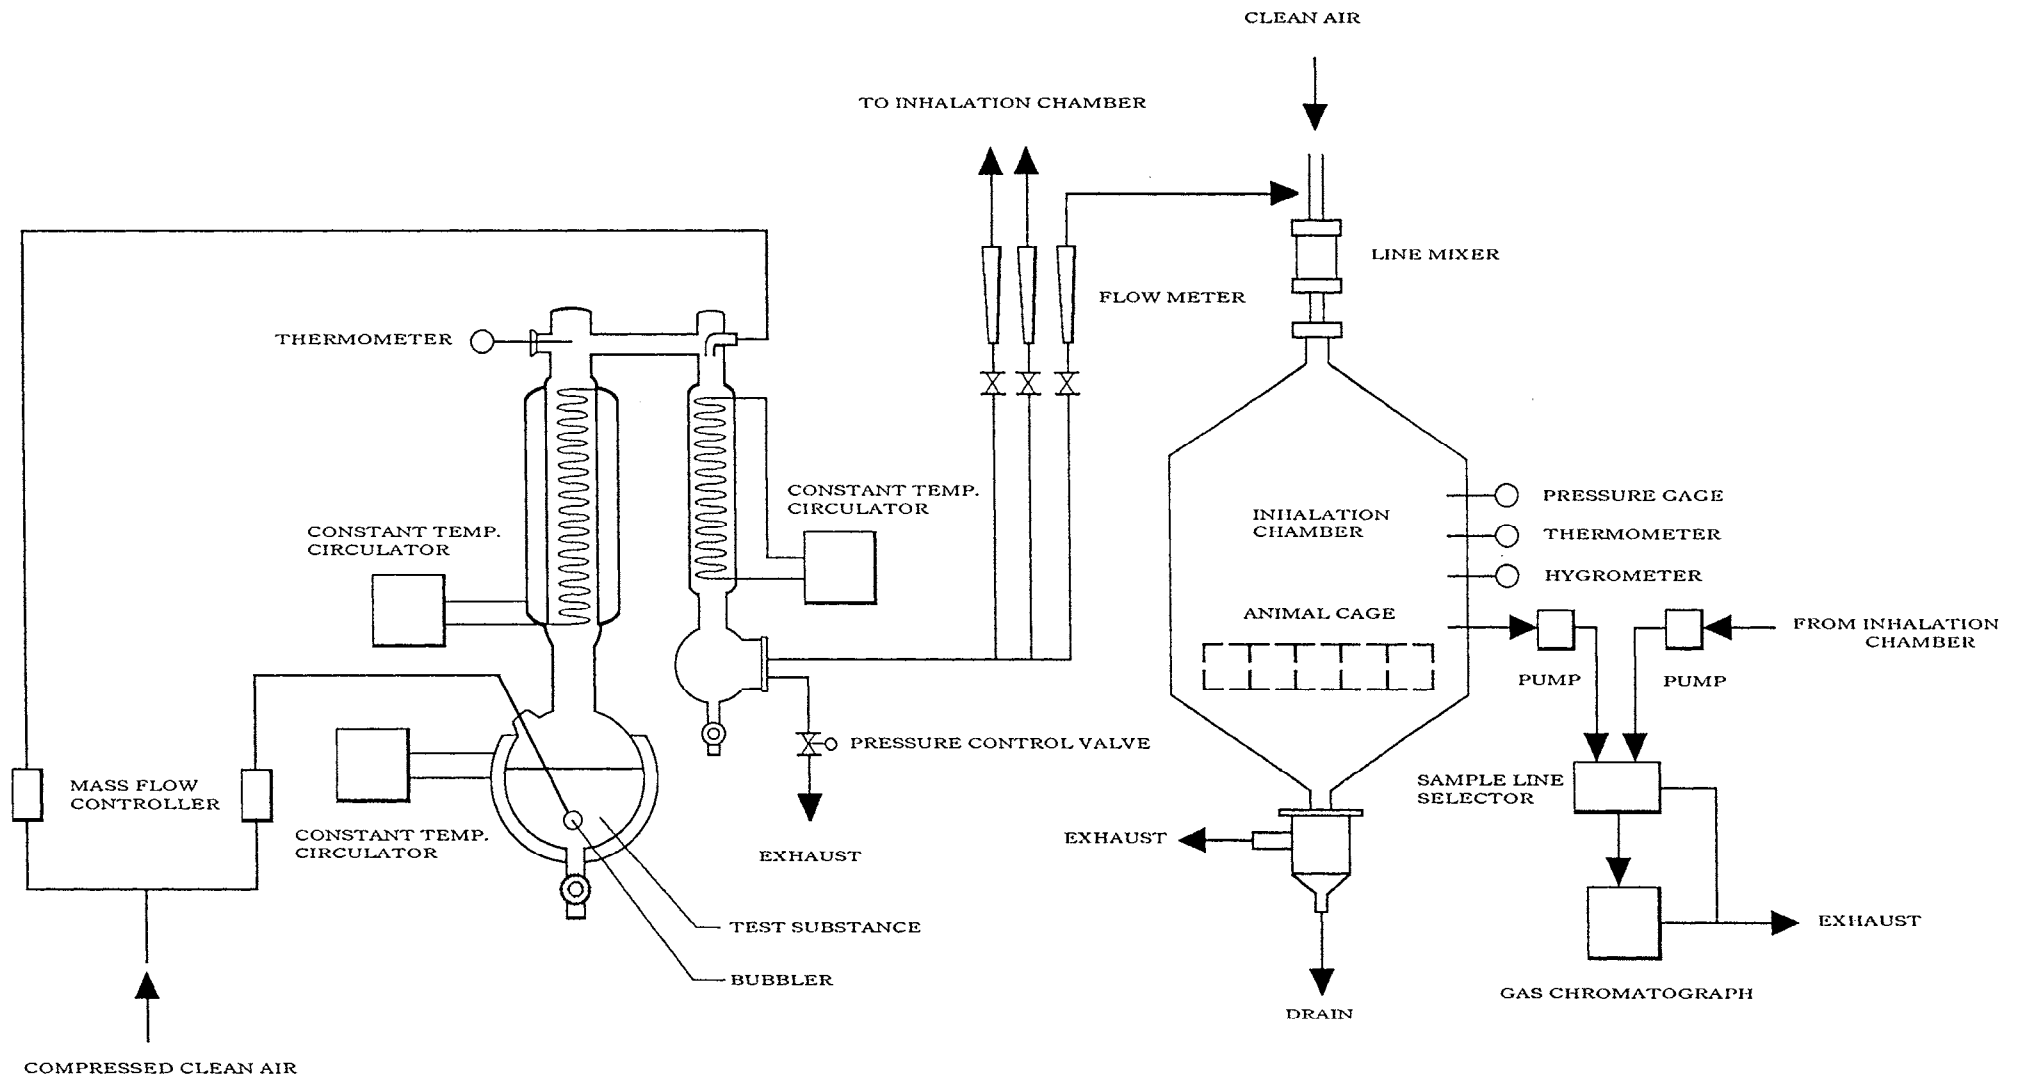 CLEAN AIR
TO INHALATION CHAMBER
LINE MIXER
FLOW METER
THERMOMETER
CONSTANT TEMP.
CIRCULATOR
CONSTANT TEMP.
CIRCULATOR
PRESSURE GAGE
INHALATION
CHAMBER
THERMOMETER
HYGROMETER
ANIMAL CAGE
FROM INHALATION
CHAMBER
PUMP
PUMP
PRESSURE CONTROL VALVE
MASS FLOW
CONTROLLER
SAMPLE LINE
SELECTOR
CONSTANT TEMP.
CIRCULATOR
EXHAUST
EXHAUST
TEST SUBSTANCE
EXHAUST
BUBBLER
GAS CHROMATOGRAPH
DRAIN
COMPRESSED CLEAN AIR